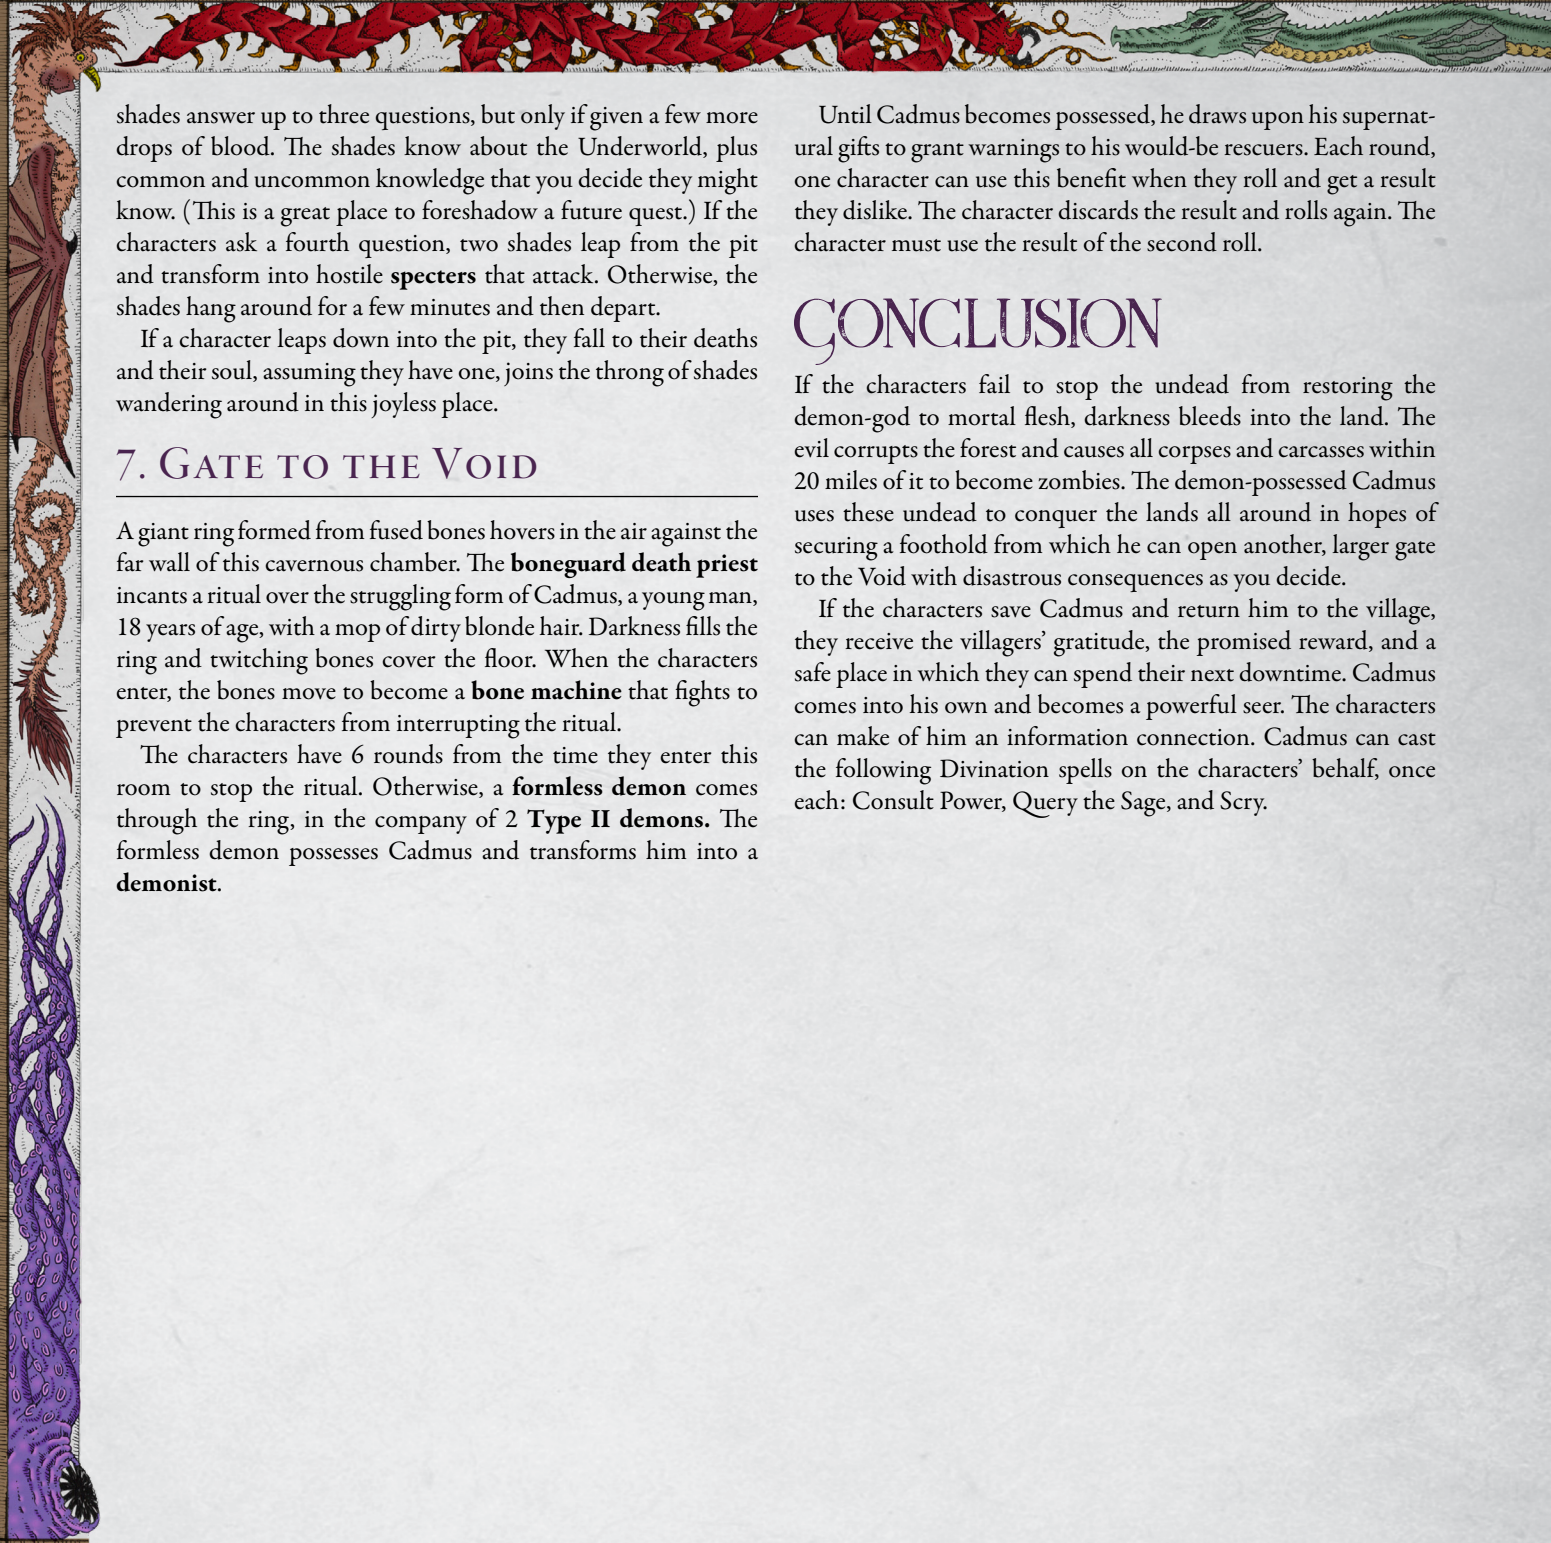 shades answer up to three questions, but only if given a few more
drops of blood. The shades know about the Underworld, plus
common and uncommon knowledge that you decide they might
know. (This is a great place to foreshadow a future quest.) If the
characters ask a fourth question, two shades leap from the pit
and transform into hostile specters that attack. Otherwise, the
shades hang around for a few minutes and then depart.
If a character leaps down into the pit, they fall to their deaths
and their soul, assuming they have one, joins the throng of shades
wandering around in this joyless place.
7. Gate to the Void
A giant ring formed from fused bones hovers in the air against the
far wall of this cavernous chamber. The boneguard death priest
incants a ritual over the struggling form of Cadmus, a young man,
18 years of age, with a mop of dirty blonde hair. Darkness fills the
ring and twitching bones cover the floor. When the characters
enter, the bones move to become a bone machine that fights to
prevent the characters from interrupting the ritual.
The characters have 6 rounds from the time they enter this
room to stop the ritual. Otherwise, a formless demon comes
through the ring, in the company of 2 Type II demons. The
formless demon possesses Cadmus and transforms him into a
demonist.
Until Cadmus becomes possessed, he draws upon his supernat-
ural gifts to grant warnings to his would-be rescuers. Each round,
one character can use this benefit when they roll and get a result
they dislike. The character discards the result and rolls again. The
character must use the result of the second roll.
CONCLUSION
If the characters fail to stop the undead from restoring the
demon-god to mortal flesh, darkness bleeds into the land. The
evil corrupts the forest and causes all corpses and carcasses within
20 miles of it to become zombies. The demon-possessed Cadmus
uses these undead to conquer the lands all around in hopes of
securing a foothold from which he can open another, larger gate
to the Void with disastrous consequences as you decide.
If the characters save Cadmus and return him to the village,
they receive the villagers’ gratitude, the promised reward, and a
safe place in which they can spend their next downtime. Cadmus
comes into his own and becomes a powerful seer. The characters
can make of him an information connection. Cadmus can cast
the following Divination spells on the characters’ behalf, once
each: Consult Power, Query the Sage, and Scry.